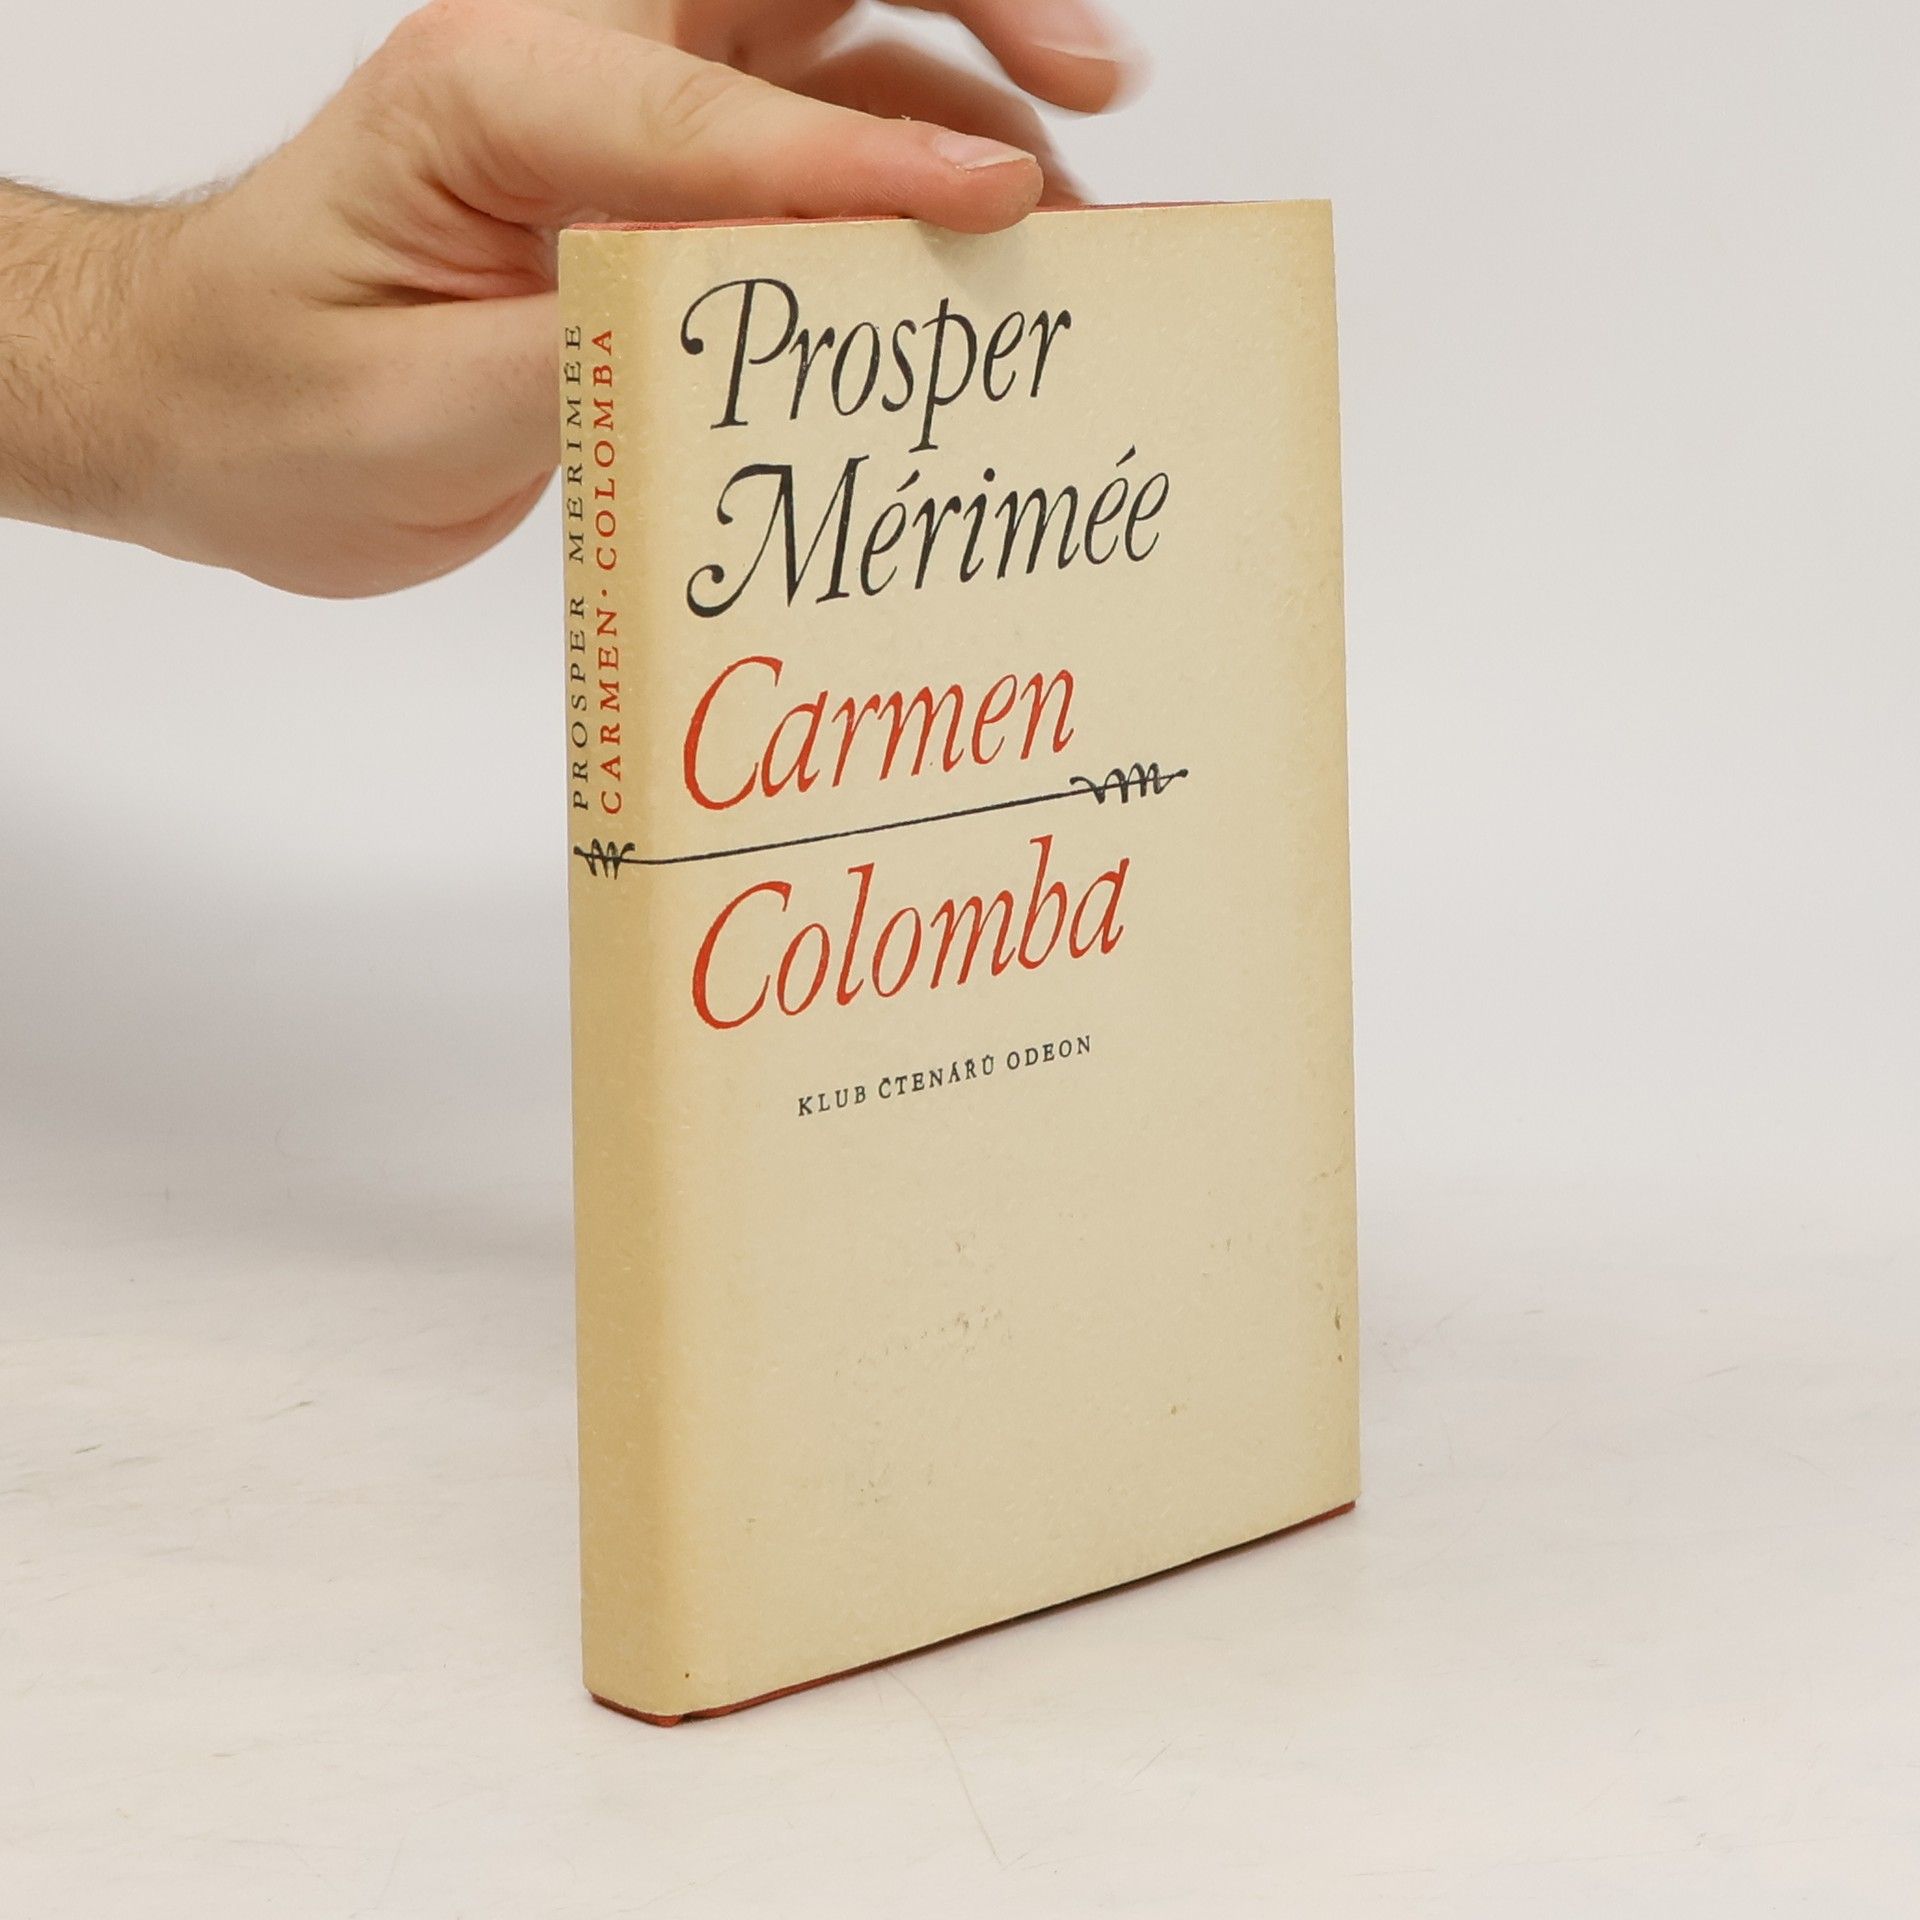 PROSPER MÉRIMÉE
CARMEN · COLOMBA
Prosper
Mérimée
Carmen
Colomba
KLUB ČTENÁŘŮ ODEON